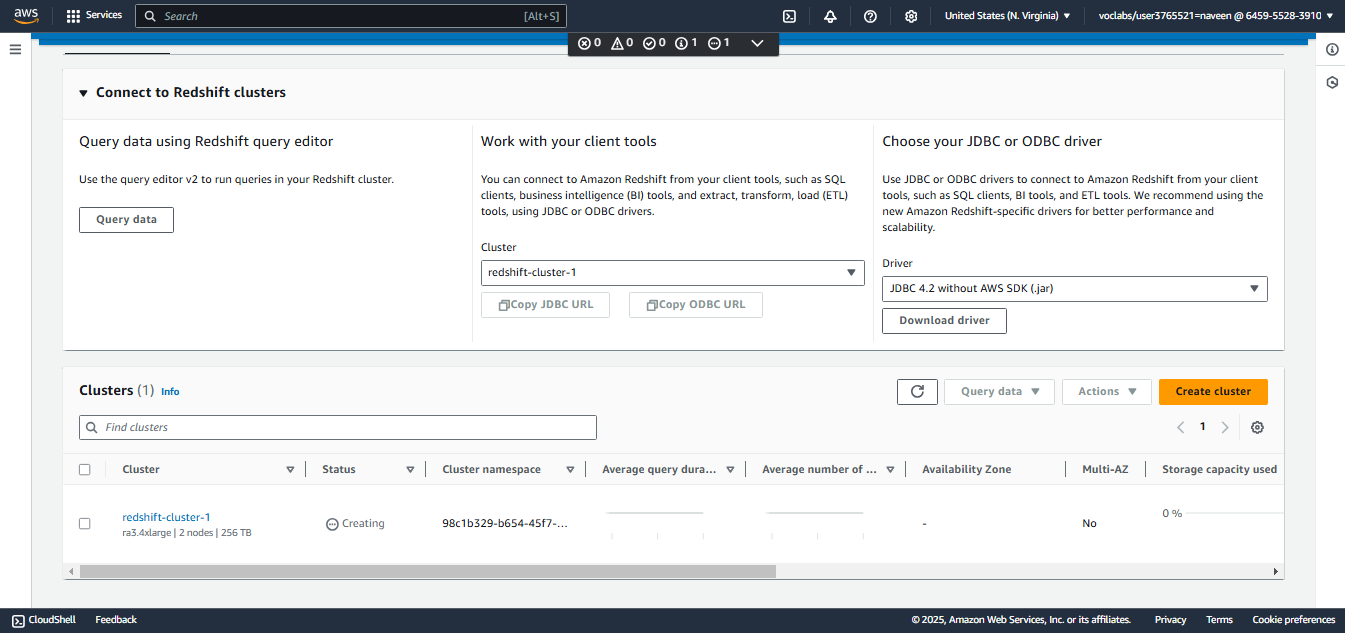 aws
Services
Search [Alt+S]
United States (N. Virginia)
voclabs/user3765521=naveen @ 6459-5528-3910
0 0 0 1 1
Connect to Redshift clusters
Query data using Redshift query editor
Use the query editor v2 to run queries in your Redshift cluster.
Query data
Work with your client tools
You can connect to Amazon Redshift from your client tools, such as SQL
clients, business intelligence (BI) tools, and extract, transform, load (ETL)
tools, using JDBC or ODBC drivers.
Cluster
redshift-cluster-1
Copy JDBC URL
Copy ODBC URL
Choose your JDBC or ODBC driver
Use JDBC or ODBC drivers to connect to Amazon Redshift from your client
tools, such as SQL clients, BI tools, and ETL tools. We recommend using the
new Amazon Redshift-specific drivers for better performance and
scalability.
Driver
JDBC 4.2 without AWS SDK (.jar)
Download driver
Clusters (1) Info
Query data
Actions
Create cluster
Find clusters
1
Cluster Status Cluster namespace Average query dura... Average number of ... Availability Zone Multi-AZ Storage capacity used
redshift-cluster-1
ra3.4xlarge | 2 nodes | 256 TB
Creating
98c1b329-b654-45f7-...
-
No
0 %
CloudShell
Feedback
© 2025, Amazon Web Services, Inc. or its affiliates.
Privacy
Terms
Cookie preferences